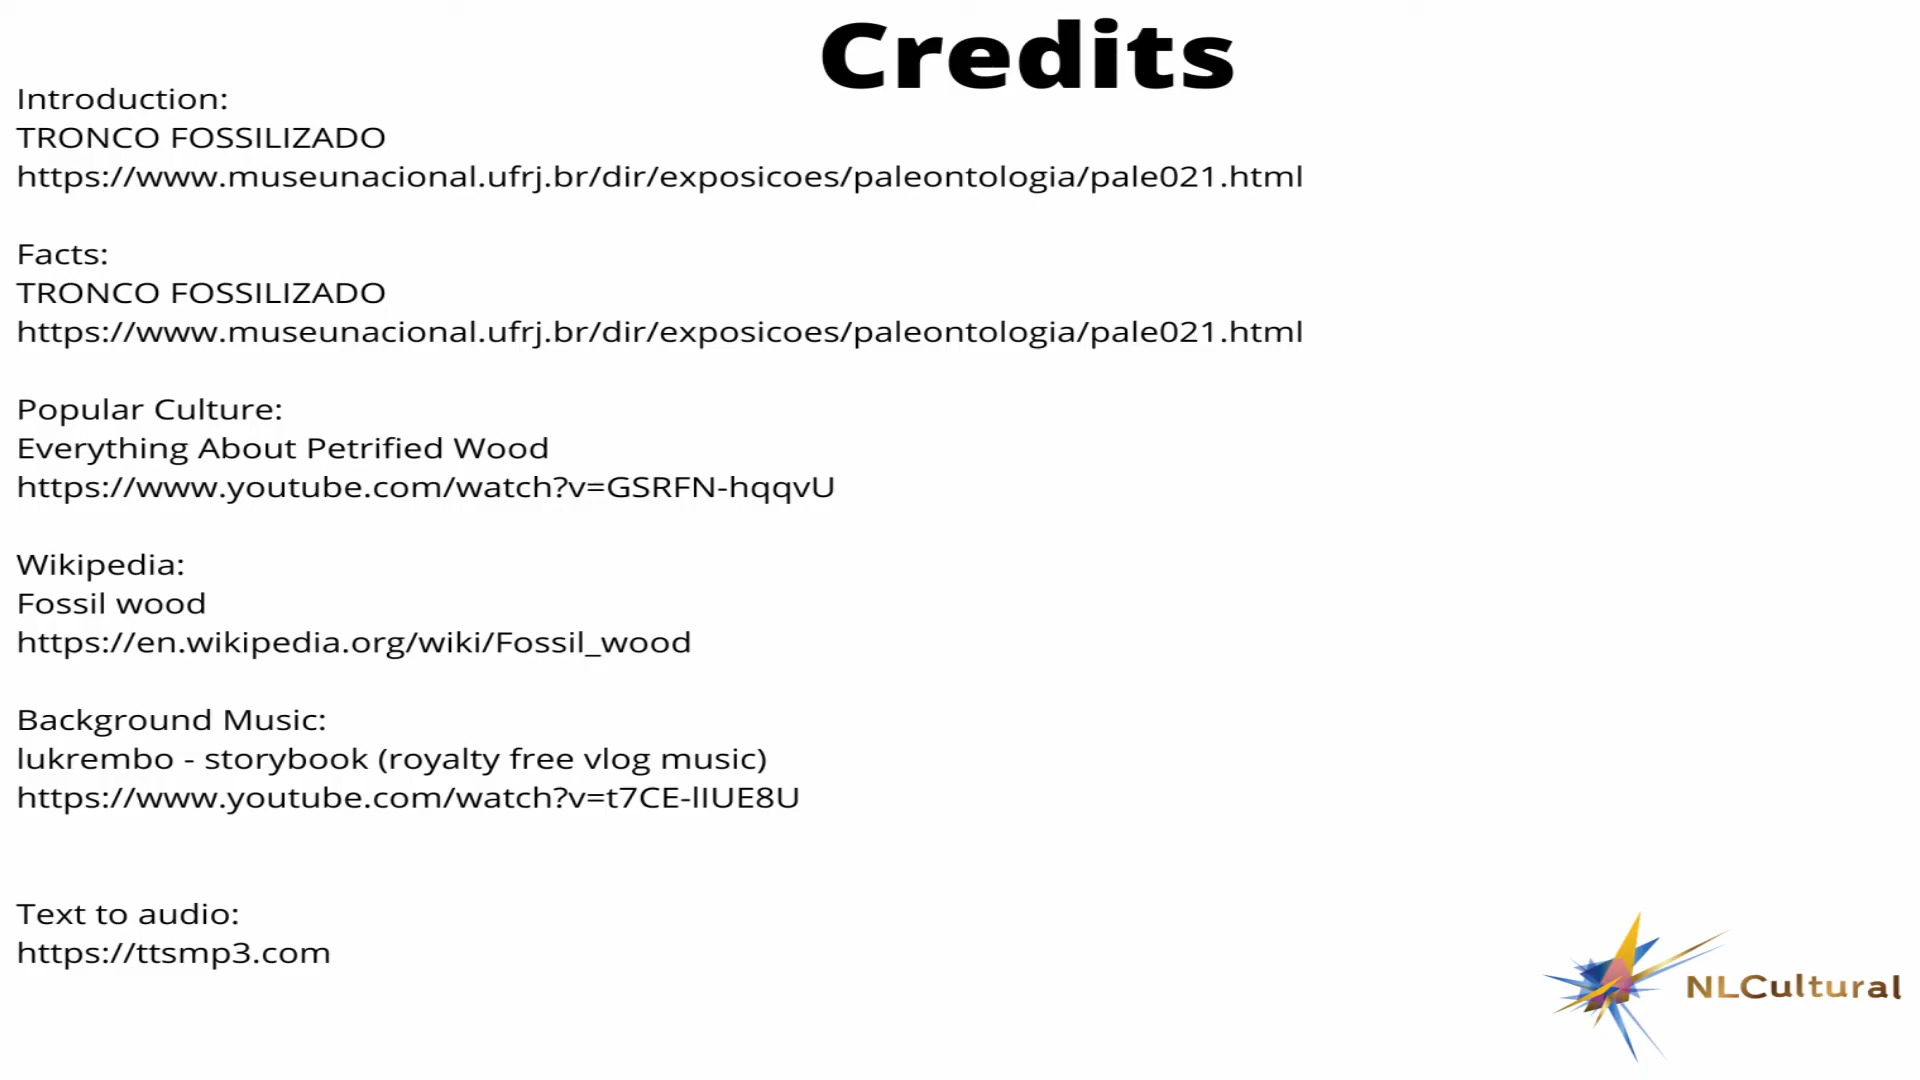 Credits
Introduction:
TRONCO FOSSILIZADO
https://www.museunacional.ufrj.br/dir/exposicoes/paleontologia/pale021.html
Facts:
TRONCO FOSSILIZADO
https://www.museunacional.ufrj.br/dir/exposicoes/paleontologia/pale021.html
Popular Culture:
Everything About Petrified Wood
https://www.youtube.com/watch?v=GSRFN-hqqvU
Wikipedia:
Fossil wood
https://en.wikipedia.org/wiki/Fossil_wood
Background Music:
lukrembo - storybook (royalty free vlog music)
https://www.youtube.com/watch?v=t7CE-lIUE8U
Text to audio:
https://ttsmp3.com
NLCultural